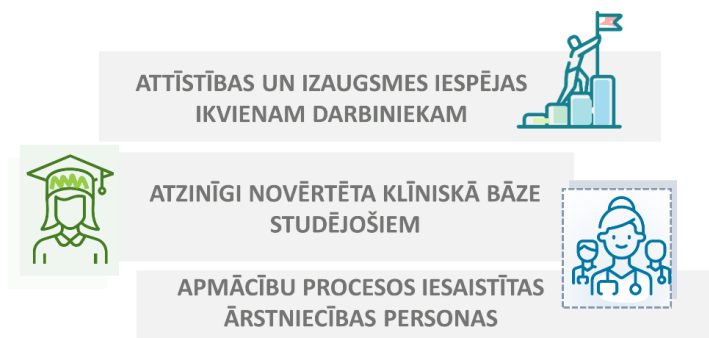 ATTĪSTĪBAS UN IZAUGSMES IESPĒJAS
IKVIENAM DARBINIEKAM
ATZINĪGI NOVĒRTĒTA KLĪNISKĀ BĀZE
STUDĒJOŠIEM
APMĀCĪBU PROCESOS IESAISTĪTAS
ĀRSTNIECĪBAS PERSONAS